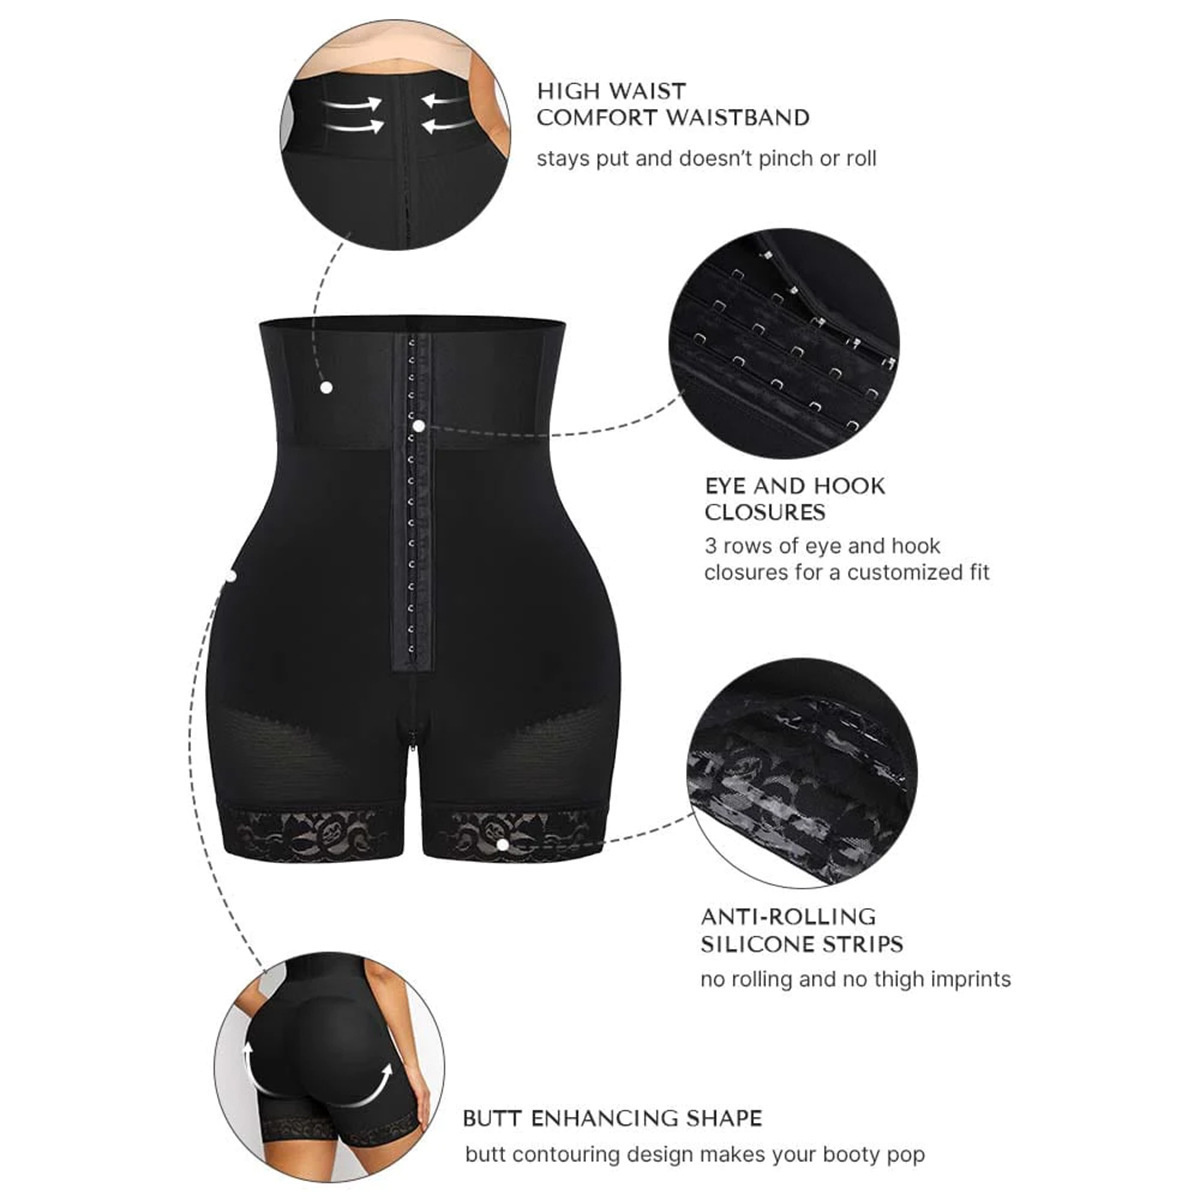 HIGH WAIST
COMFORT WAISTBAND
stays put and doesn’t pinch or roll
EYE AND HOOK
CLOSURES
3 rows of eye and hook
closures for a customized fit
ANTI-ROLLING
SILICONE STRIPS
no rolling and no thigh imprints
BUTT ENHANCING SHAPE
butt contouring design makes your booty pop